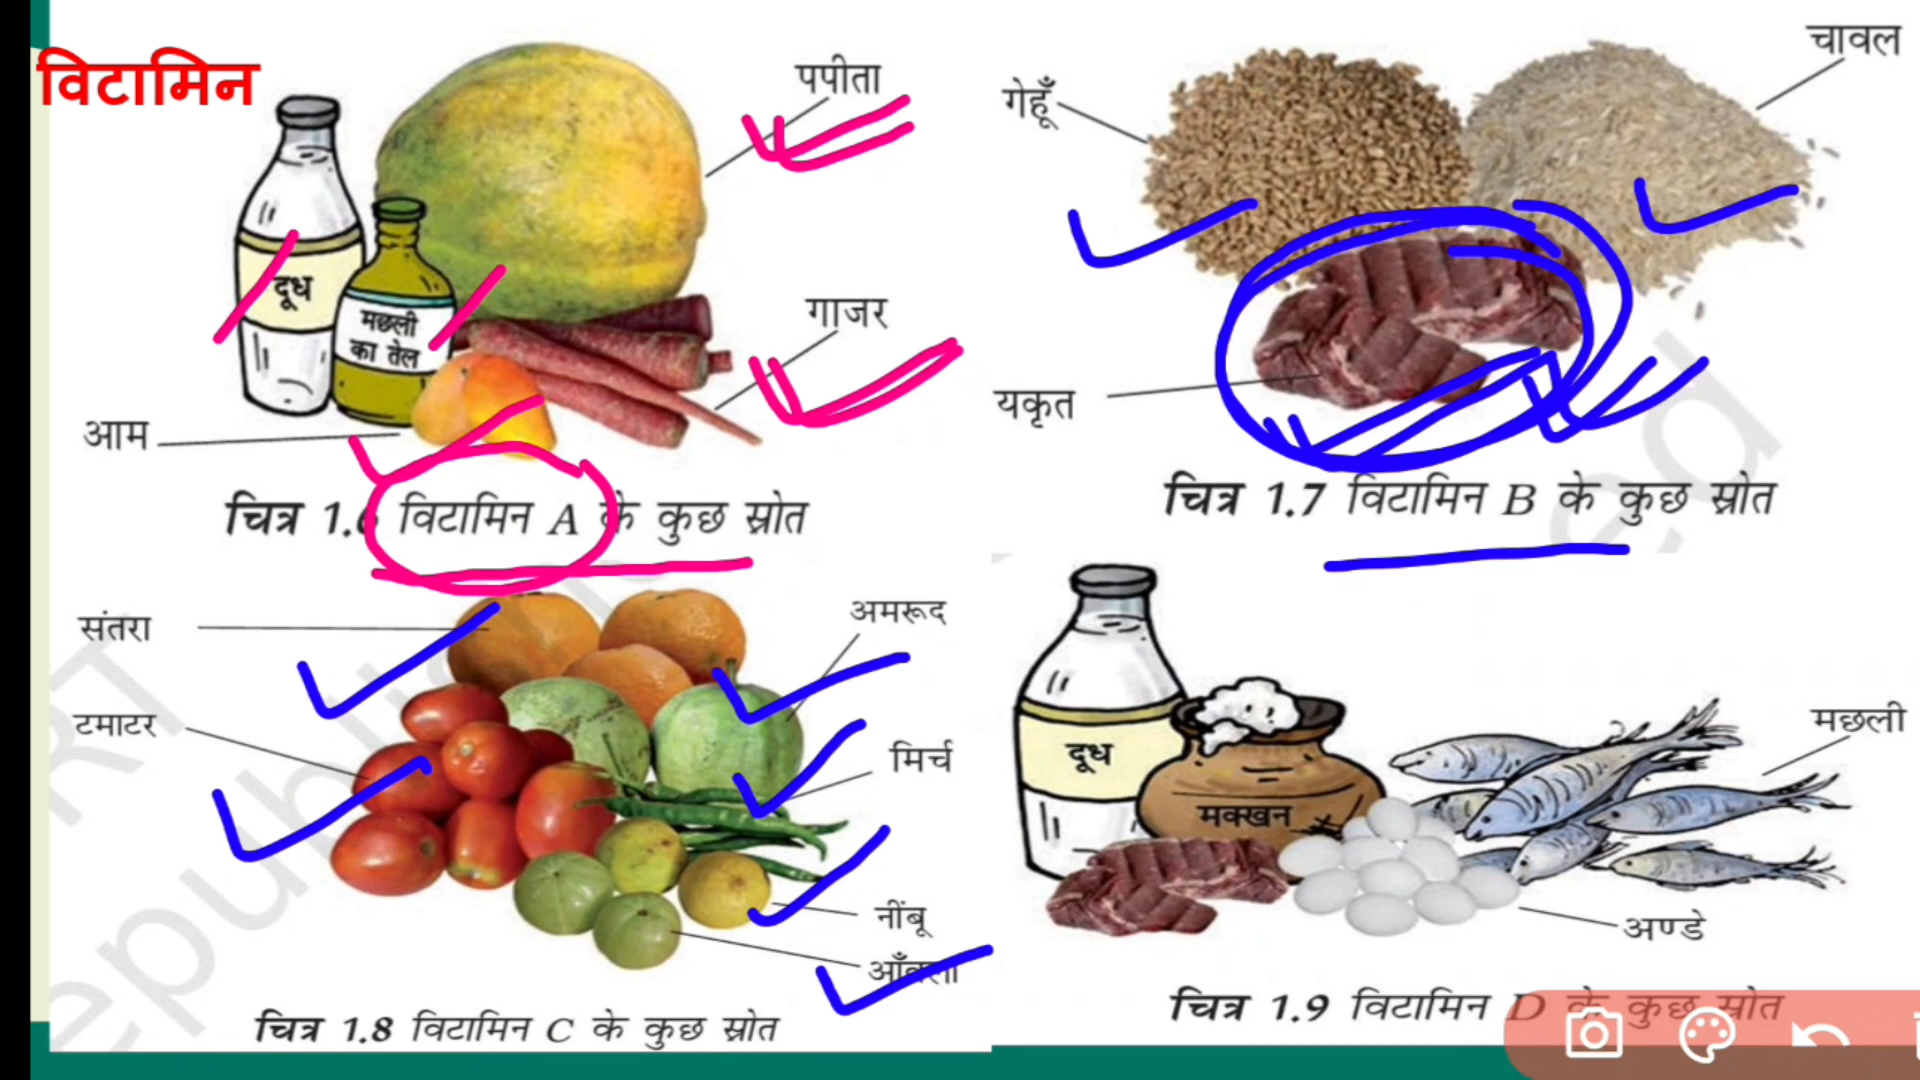 विटामिन
पपीता
दूध
मछली
का तेल
गाजर
आम
चित्र 1.6 विटामिन A के कुछ स्रोत
गेहूँ
चावल
यकृत
चित्र 1.7 विटामिन B के कुछ स्रोत
संतरा
अमरूद
टमाटर
मिर्च
नींबू
आँवला
चित्र 1.8 विटामिन C के कुछ स्रोत
दूध
मक्खन
मछली
अण्डे
चित्र 1.9 विटामिन D के कुछ स्रोत